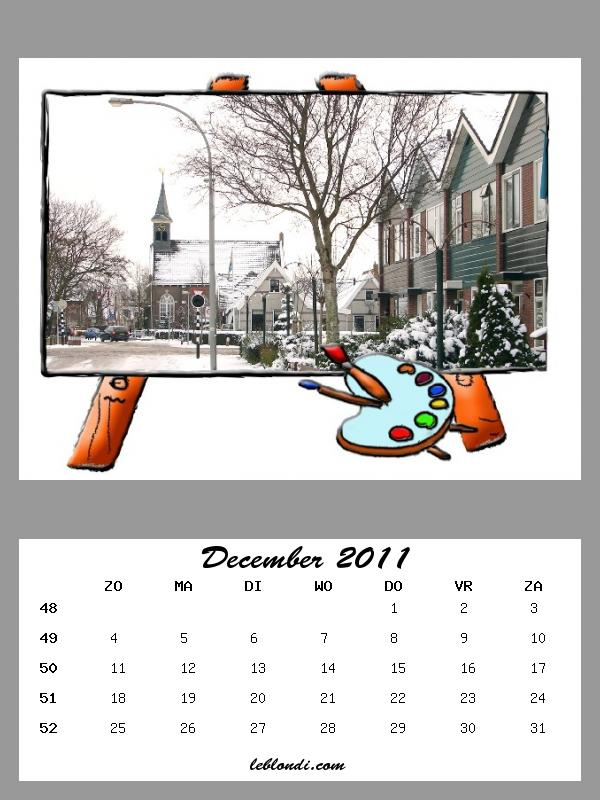 December 2011
ZO MA DI WO DO VR ZA
48 1 2 3
49 4 5 6 7 8 9 10
50 11 12 13 14 15 16 17
51 18 19 20 21 22 23 24
52 25 26 27 28 29 30 31
leblondi.com